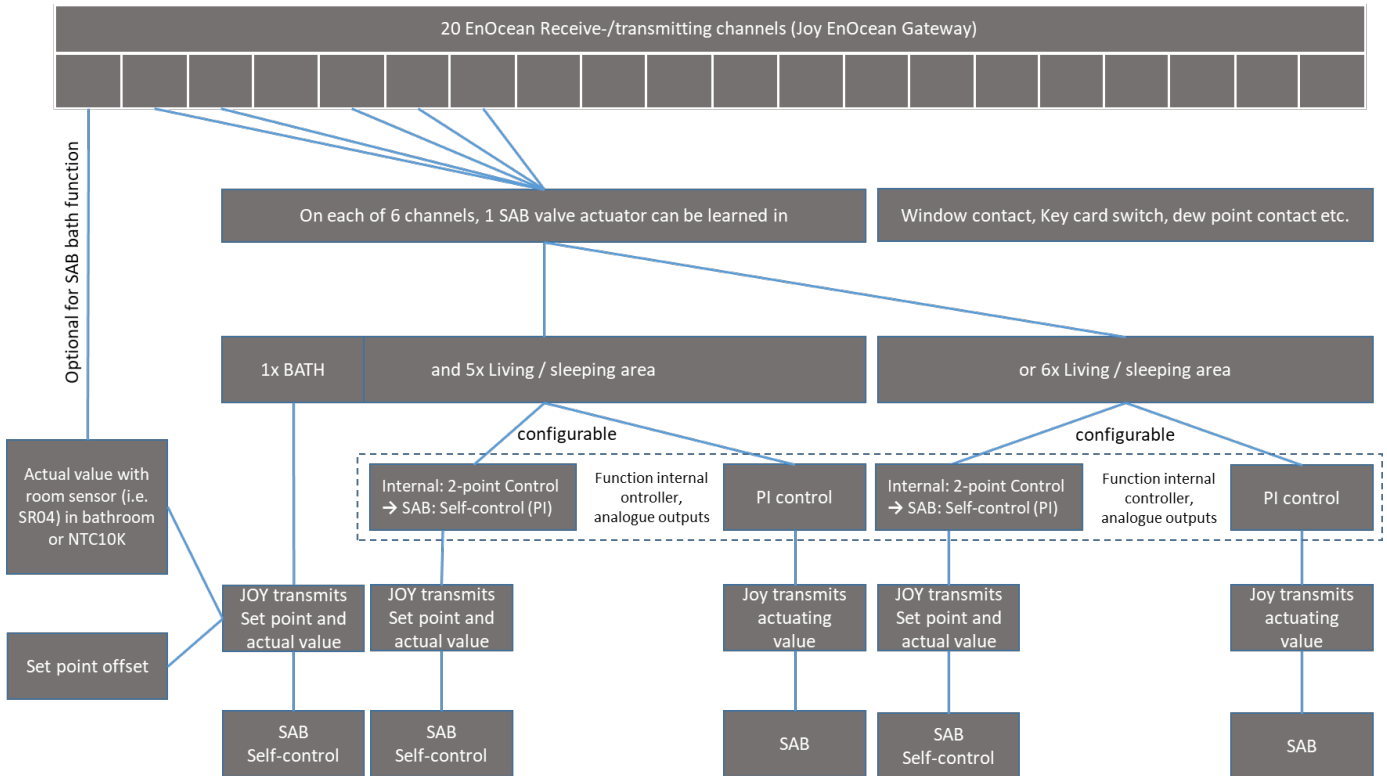 20 EnOcean Receive-/transmitting channels (Joy EnOcean Gateway)
Optional for SAB bath function
On each of 6 channels, 1 SAB valve actuator can be learned in
Window contact, Key card switch, dew point contact etc.
1x BATH
and 5x Living / sleeping area
or 6x Living / sleeping area
configurable
configurable
Actual value with
room sensor (i.e.
SR04) in bathroom
or NTC10K
Internal: 2-point Control
→ SAB: Self-control (PI)
Function internal
ontroller,
analogue outputs
PI control
Internal: 2-point Control
→ SAB: Self-control (PI)
Function internal
controller,
analogue outputs
PI control
Set point offset
JOY transmits
Set point and
actual value
JOY transmits
Set point and
actual value
Joy transmits
actuating
value
JOY transmits
Set point and
actual value
Joy transmits
actuating
value
SAB
Self-control
SAB
Self-control
SAB
SAB
Self-control
SAB